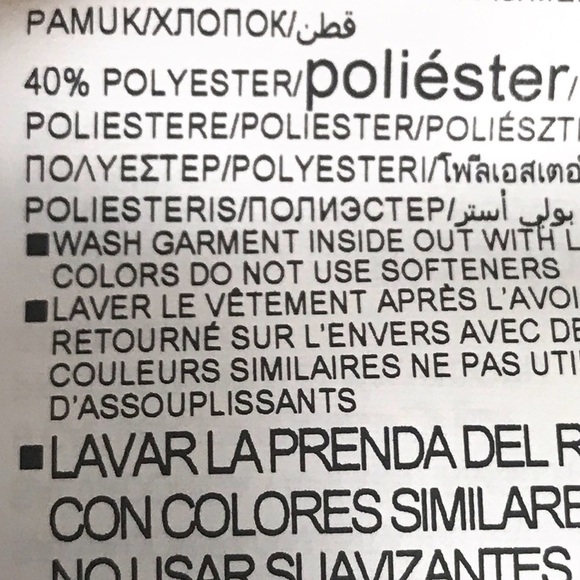 PAMUK/ХЛОПОК/قطن
40% POLYESTER/poliéster/
POLIESTERE/POLIESTER/POLIÉSZT
ΠΟΛΥΕΣΤΕΡ/POLYESTERI/โพลีเอสเตอ
POLIESTERIS/ПОЛИЭСТЕР/بولي أستر
■WASH GARMENT INSIDE OUT WITH L
COLORS DO NOT USE SOFTENERS
■LAVER LE VÊTEMENT APRÈS L'AVOI
RETOURNÉ SUR L'ENVERS AVEC DE
COULEURS SIMILAIRES NE PAS UTI
D'ASSOUPLISSANTS
■LAVAR LA PRENDA DEL R
CON COLORES SIMILARE
NO USAR SUAVIZANTES